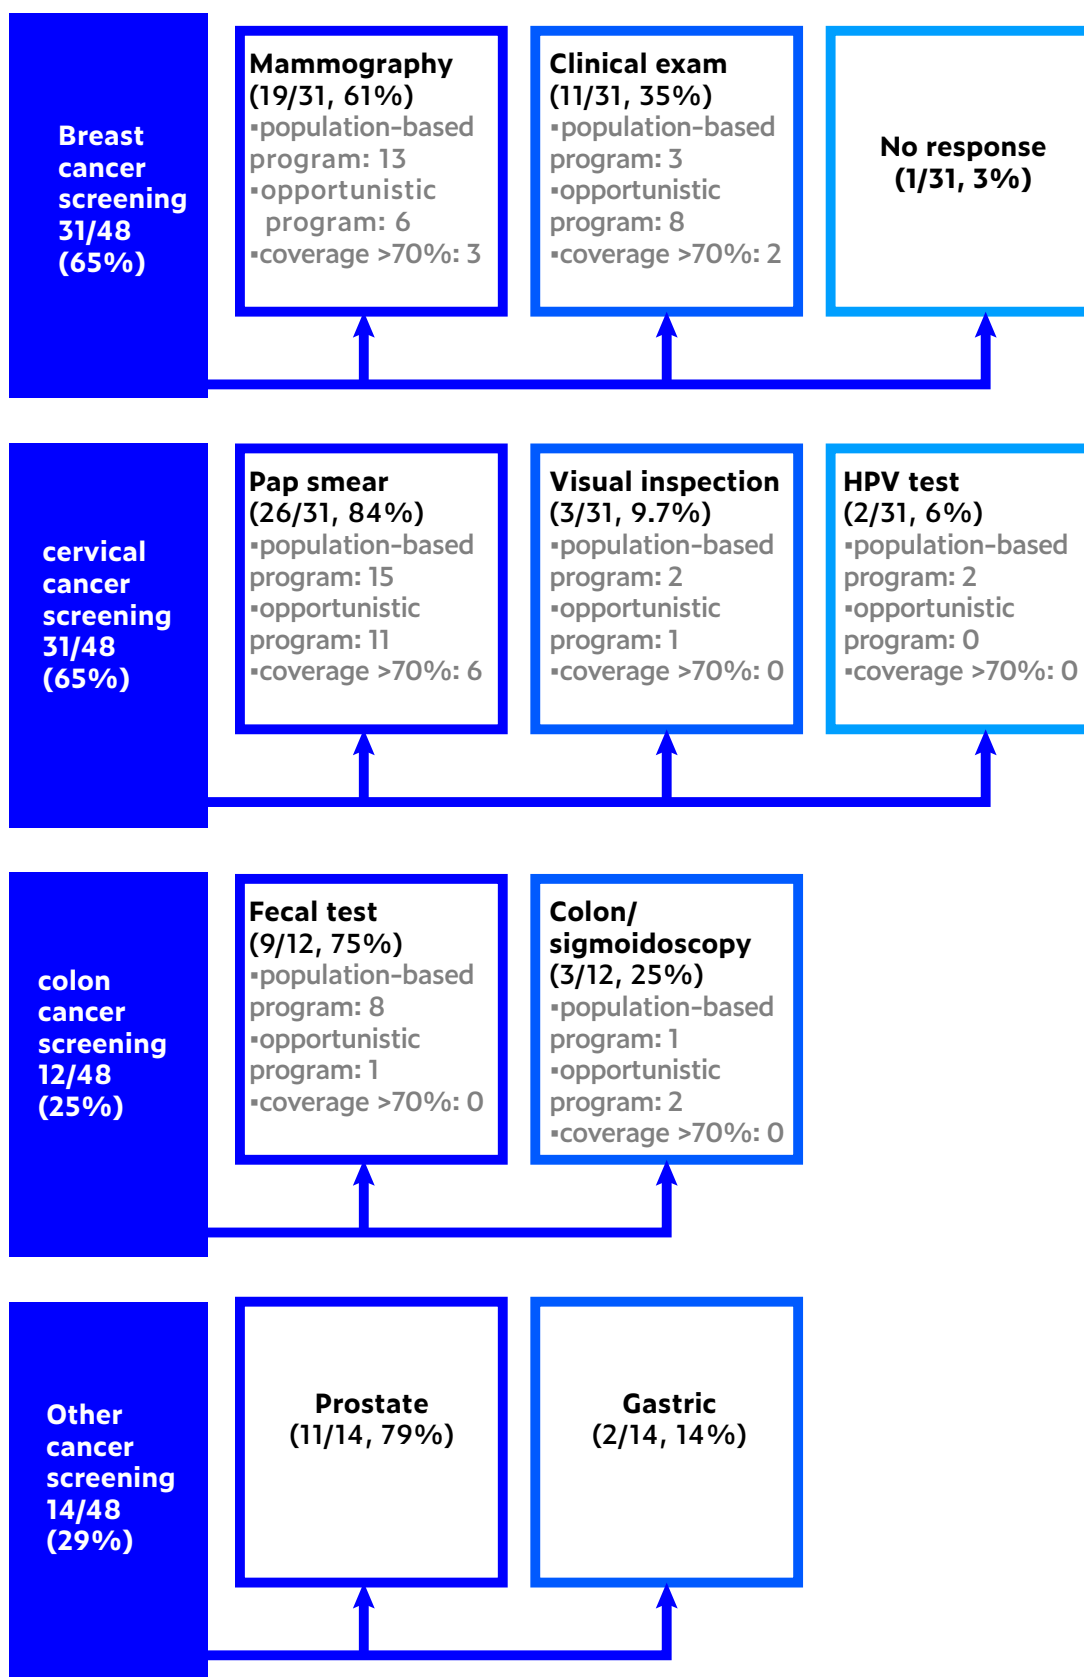 Breast
cancer
screening
31/48
(65%)
Mammography
(19/31, 61%)
▪population-based
program: 13
▪opportunistic
program: 6
▪coverage >70%: 3
Clinical exam
(11/31, 35%)
▪population-based
program: 3
▪opportunistic
program: 8
▪coverage >70%: 2
No response
(1/31, 3%)
cervical
cancer
screening
31/48
(65%)
Pap smear
(26/31, 84%)
▪population-based
program: 15
▪opportunistic
program: 11
▪coverage >70%: 6
Visual inspection
(3/31, 9.7%)
▪population-based
program: 2
▪opportunistic
program: 1
▪coverage >70%: 0
HPV test
(2/31, 6%)
▪population-based
program: 2
▪opportunistic
program: 0
▪coverage >70%: 0
colon
cancer
screening
12/48
(25%)
Fecal test
(9/12, 75%)
▪population-based
program: 8
▪opportunistic
program: 1
▪coverage >70%: 0
Colon/
sigmoidoscopy
(3/12, 25%)
▪population-based
program: 1
▪opportunistic
program: 2
▪coverage >70%: 0
Other
cancer
screening
14/48
(29%)
Prostate
(11/14, 79%)
Gastric
(2/14, 14%)